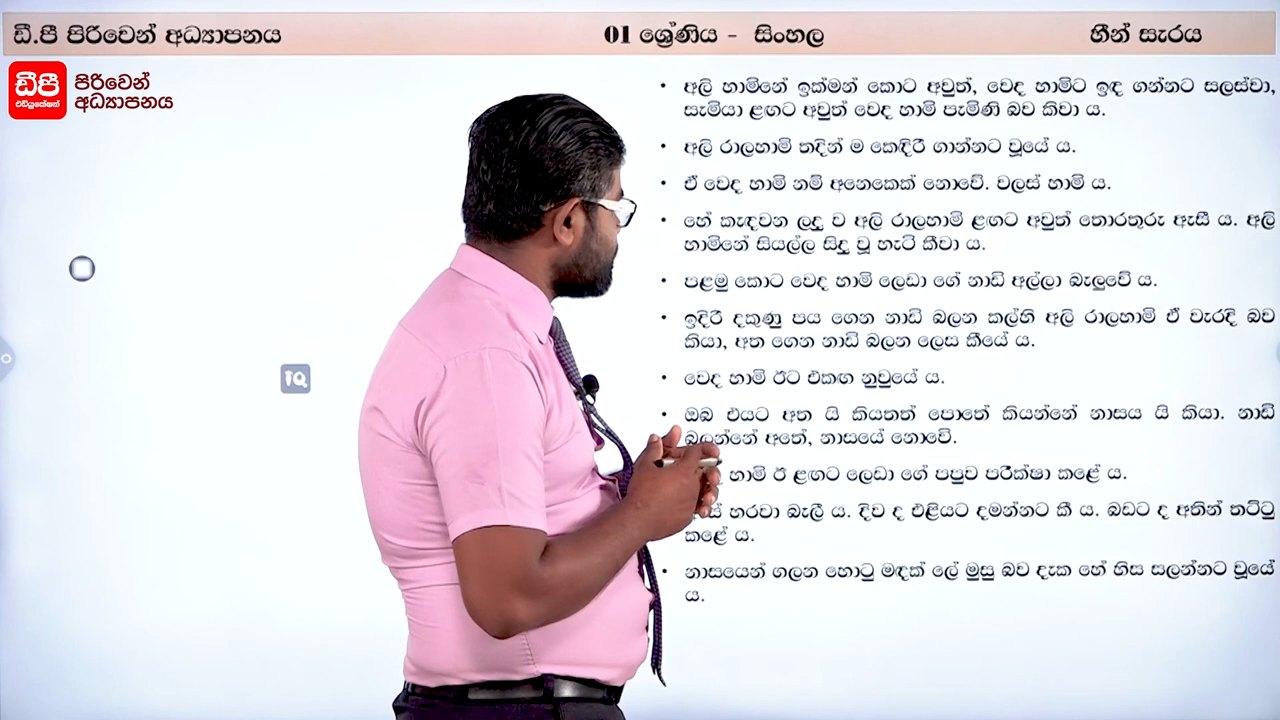 ඩී.පී පිරිවෙන් අධ්‍යාපනය
01 ශ්‍රේණිය - සිංහල
හීන් සැරය
ඩීපී
එඩියුකේෂන්
පිරිවෙන්
අධ්‍යාපනය
• අලි හාමිනේ ඉක්මන් කොට අවුත්, වෙද හාමිට ඉඳ ගන්නට සලස්වා,
සැමියා ළඟට අවුත් වෙද හාමි පැමිණි බව කිවා ය.
• අලි රාලහාමි තදින් ම කෙඳිරි ගාන්නට වූයේ ය.
• ඒ වෙද හාමි නම් අනෙකෙක් නොවේ. වලස් හාමි ය.
• හේ කැඳවන ලදු ව අලි රාලහාමි ළඟට අවුත් තොරතුරු ඇසී ය. අලි
හාමිනේ සියල්ල සිදු වූ හැටි කීවා ය.
• පළමු කොට වෙද හාමි ලෙඩා ගේ නාඩි අල්ලා බැලුවේ ය.
• ඉදිරි දකුණු පය ගෙන නාඩි බලන කල්හි අලි රාලහාමි ඒ වැරදි බව
කියා, අත ගෙන නාඩි බලන ලෙස කීයේ ය.
• වෙද හාමි ඊට එකඟ නුවූයේ ය.
• ඔබ එයට අත යි කියතත් පොතේ කියන්නේ නාසය යි කියා. නාඩි
බලන්නේ අතේ, නාසයේ නොවේ.
හාමි ඊ ළඟට ලෙඩා ගේ පපුව පරීක්ෂා කළේ ය.
හරවා බැලී ය. දිව ද එළියට දමන්නට කී ය. බඩට ද අතින් තට්ටු
කළේ ය.
• නාසයෙන් ගලන හොටු මඳක් ලේ මුසු බව දැක හේ හිස සලන්නට වූයේ
ය.
IQ